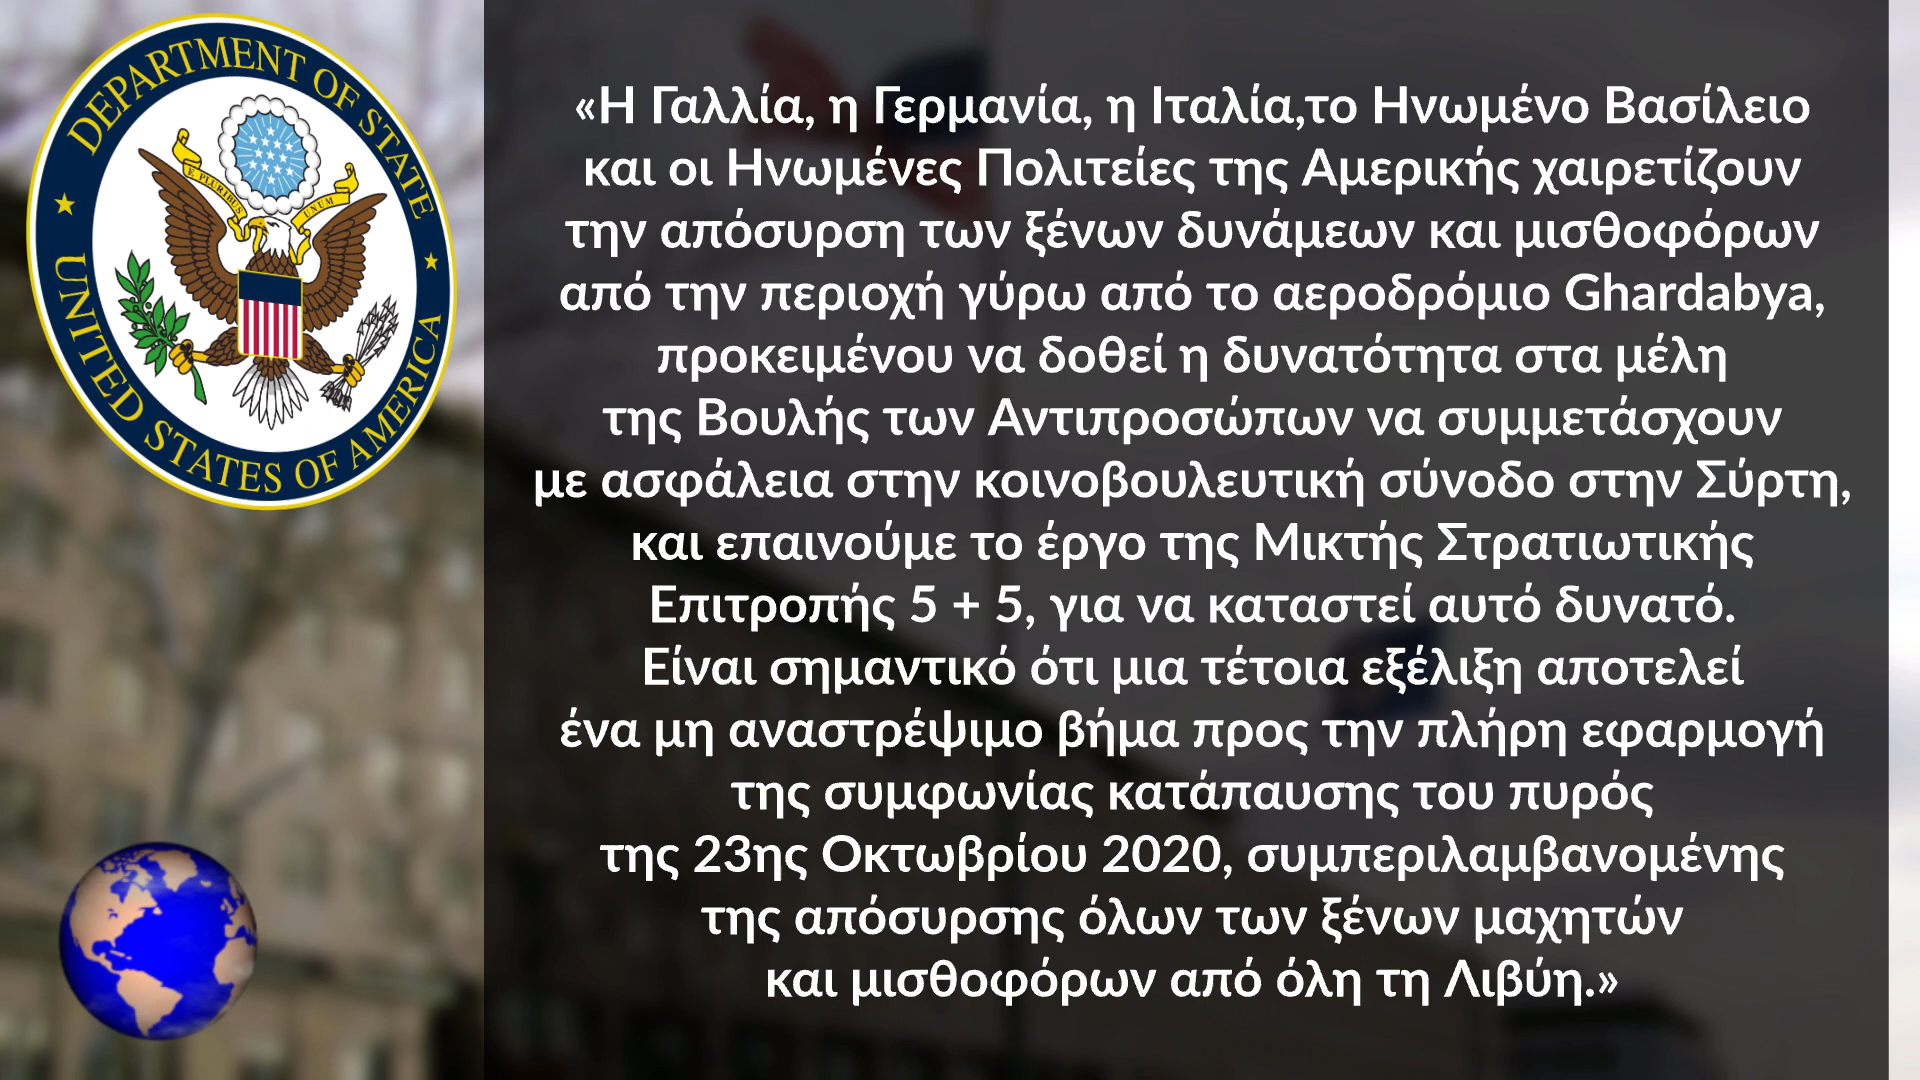 DEPARTMENT OF STATE
E PLURIBUS UNUM
UNITED STATES OF AMERICA
«Η Γαλλία, η Γερμανία, η Ιταλία,το Ηνωμένο Βασίλειο
και οι Ηνωμένες Πολιτείες της Αμερικής χαιρετίζουν
την απόσυρση των ξένων δυνάμεων και μισθοφόρων
από την περιοχή γύρω από το αεροδρόμιο Ghardabya,
προκειμένου να δοθεί η δυνατότητα στα μέλη
της Βουλής των Αντιπροσώπων να συμμετάσχουν
με ασφάλεια στην κοινοβουλευτική σύνοδο στην Σύρτη,
και επαινούμε το έργο της Μικτής Στρατιωτικής
Επιτροπής 5 + 5, για να καταστεί αυτό δυνατό.
Είναι σημαντικό ότι μια τέτοια εξέλιξη αποτελεί
ένα μη αναστρέψιμο βήμα προς την πλήρη εφαρμογή
της συμφωνίας κατάπαυσης του πυρός
της 23ης Οκτωβρίου 2020, συμπεριλαμβανομένης
της απόσυρσης όλων των ξένων μαχητών
και μισθοφόρων από όλη τη Λιβύη.»